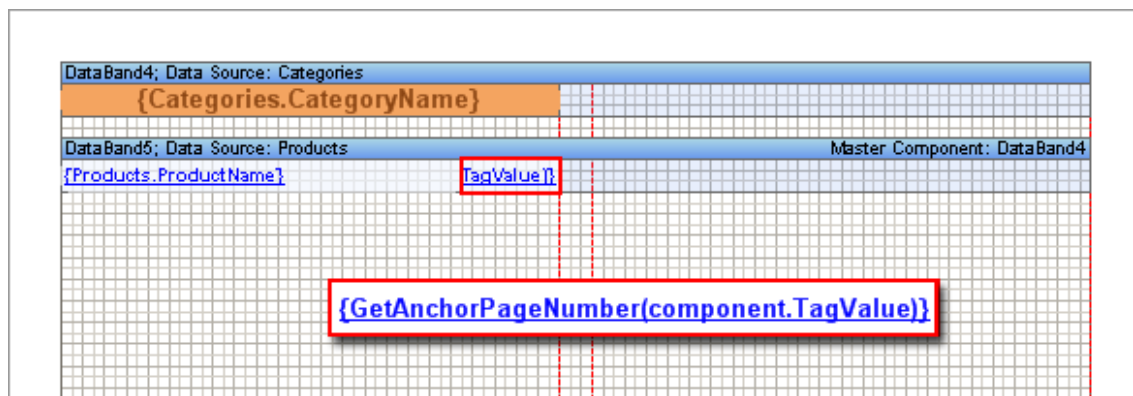 DataBand4; Data Source: Categories
{Categories.CategoryName}
DataBand5; Data Source: Products Master Component: DataBand4
{Products.ProductName} TagValue)}
{GetAnchorPageNumber(component.TagValue)}